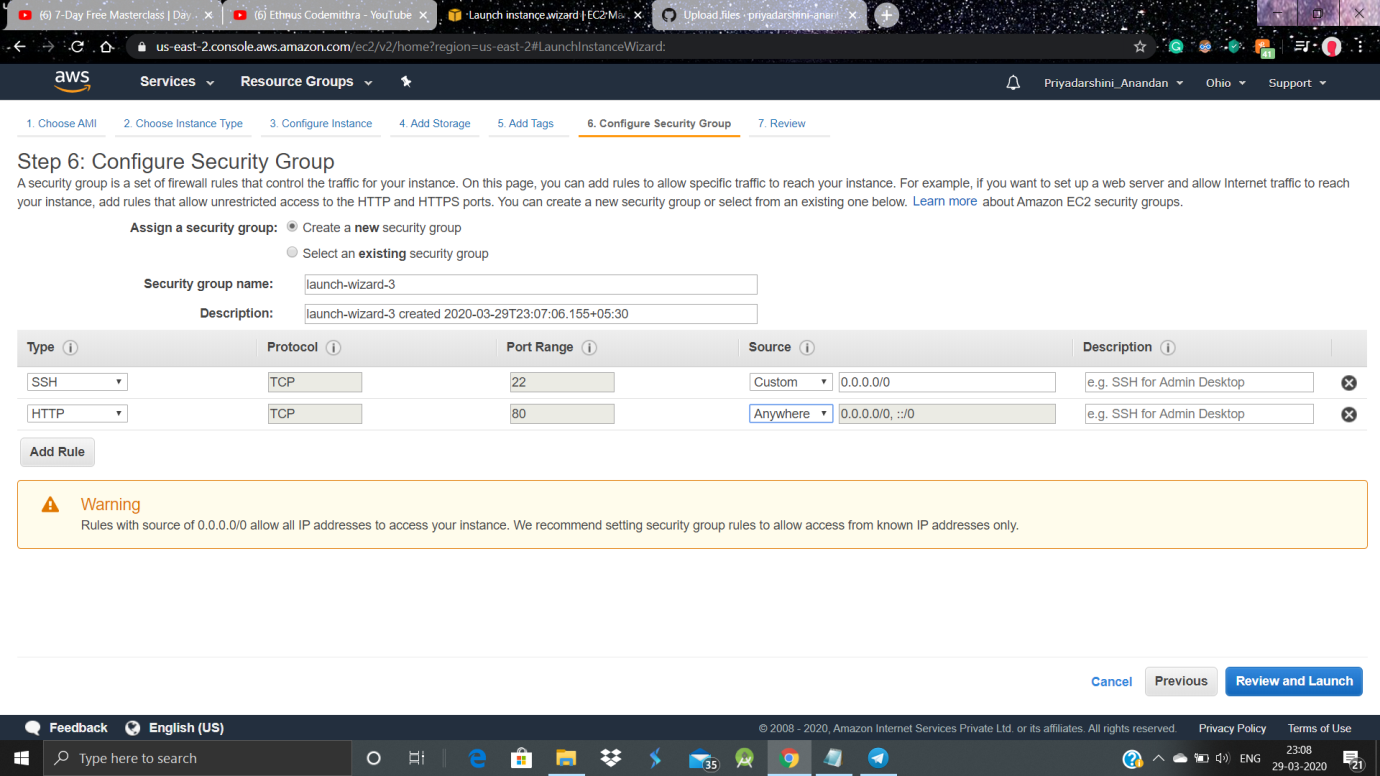 (6) 7-Day Free Masterclass | Day
(6) Ethnus Codemithra - YouTube
Launch instance wizard | EC2 Ma
Upload files · priyadarshini-anant
us-east-2.console.aws.amazon.com/ec2/v2/home?region=us-east-2#LaunchInstanceWizard:
41
aws Services Resource Groups Priyadarshini_Anandan Ohio Support
1. Choose AMI 2. Choose Instance Type 3. Configure Instance 4. Add Storage 5. Add Tags 6. Configure Security Group 7. Review
Step 6: Configure Security Group
A security group is a set of firewall rules that control the traffic for your instance. On this page, you can add rules to allow specific traffic to reach your instance. For example, if you want to set up a web server and allow Internet traffic to reach
your instance, add rules that allow unrestricted access to the HTTP and HTTPS ports. You can create a new security group or select from an existing one below. Learn more about Amazon EC2 security groups.
Assign a security group: Create a new security group
Select an existing security group
Security group name: launch-wizard-3
Description: launch-wizard-3 created 2020-03-29T23:07:06.155+05:30
Type Protocol Port Range Source Description
SSH TCP 22 Custom 0.0.0.0/0 e.g. SSH for Admin Desktop
HTTP TCP 80 Anywhere 0.0.0.0/0, ::/0 e.g. SSH for Admin Desktop
Add Rule
Warning
Rules with source of 0.0.0.0/0 allow all IP addresses to access your instance. We recommend setting security group rules to allow access from known IP addresses only.
Cancel Previous Review and Launch
Feedback English (US) © 2008 - 2020, Amazon Internet Services Private Ltd. or its affiliates. All rights reserved. Privacy Policy Terms of Use
Type here to search 35 ENG 23:08
29-03-2020 21